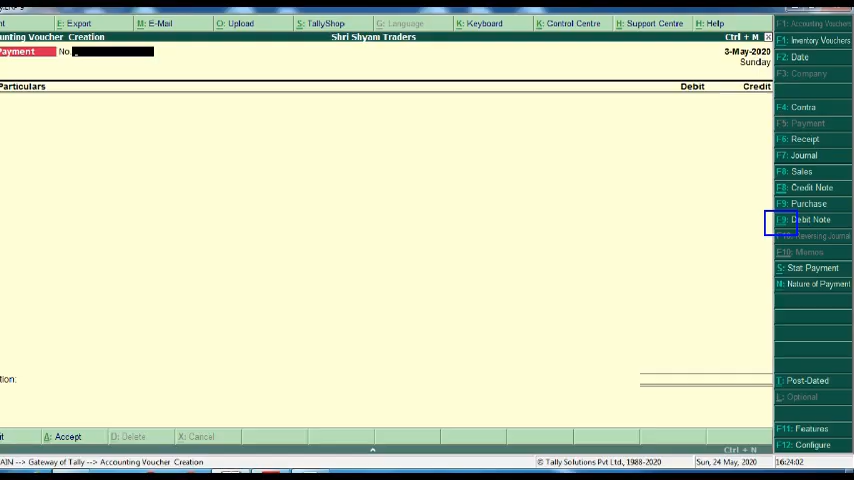 E: Export M: E-Mail O: Upload S: TallyShop G: Language K: Keyboard K: Control Centre H: Support Centre H: Help F1: Accounting Vouchers
Voucher Creation Shri Shyam Traders Ctrl + M X F1: Inventory Vouchers
No. 3-May-2020 F2: Date
Sunday
F3: Company
Particulars Debit Credit
F4: Contra
F5: Payment
F6: Receipt
F7: Journal
F8: Sales
F8: Credit Note
F9: Purchase
F9: Debit Note
F10: Reversing Journal
F10: Memos
S: Stat Payment
N: Nature of Payment
T: Post-Dated
L: Optional
F11: Features
A: Accept D: Delete X: Cancel
F12: Configure
Ctrl + N
--> Gateway of Tally --> Accounting Voucher Creation © Tally Solutions Pvt Ltd., 1988-2020 Sun, 24 May, 2020 16:24:02